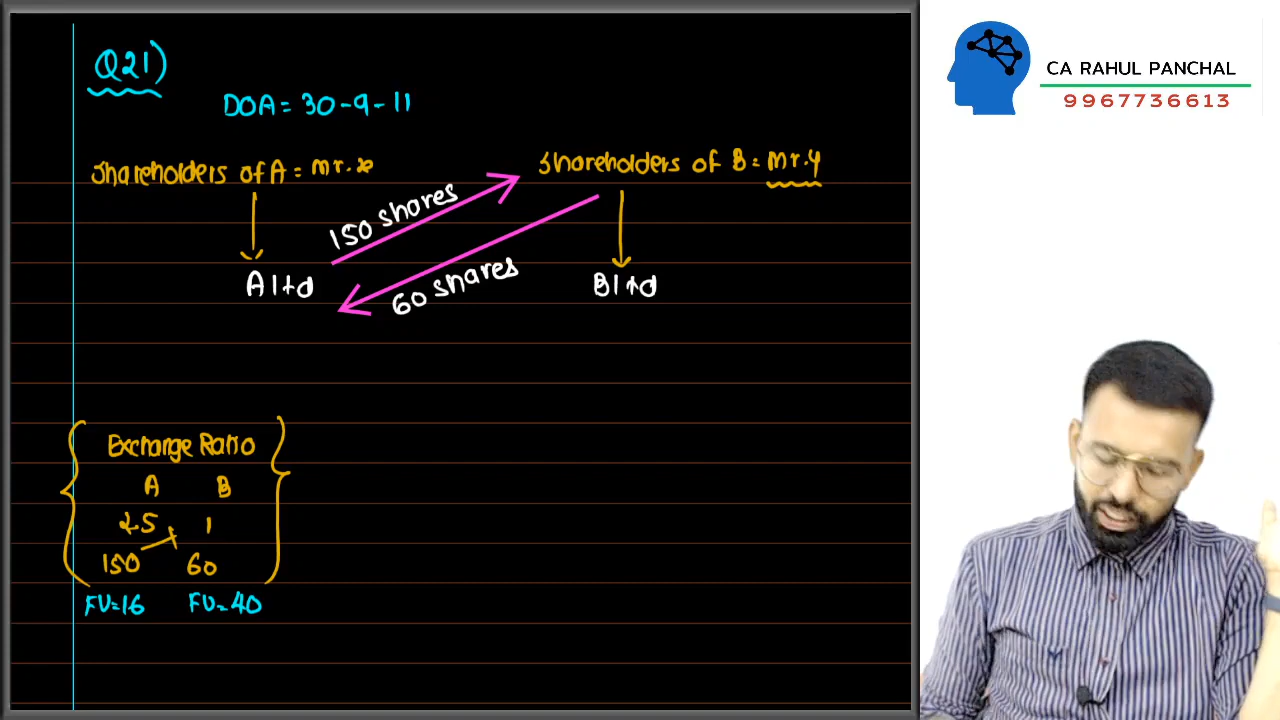 Q21)
DOA = 30-9-11
Shareholders of A = Mr. x
Shareholders of B = Mr. Y
150 shares
60 shares
A ltd
B ltd
Exchange Ratio
A B
2.5 1
150 60
FV=16 FV=40
CA RAHUL PANCHAL
9967736613